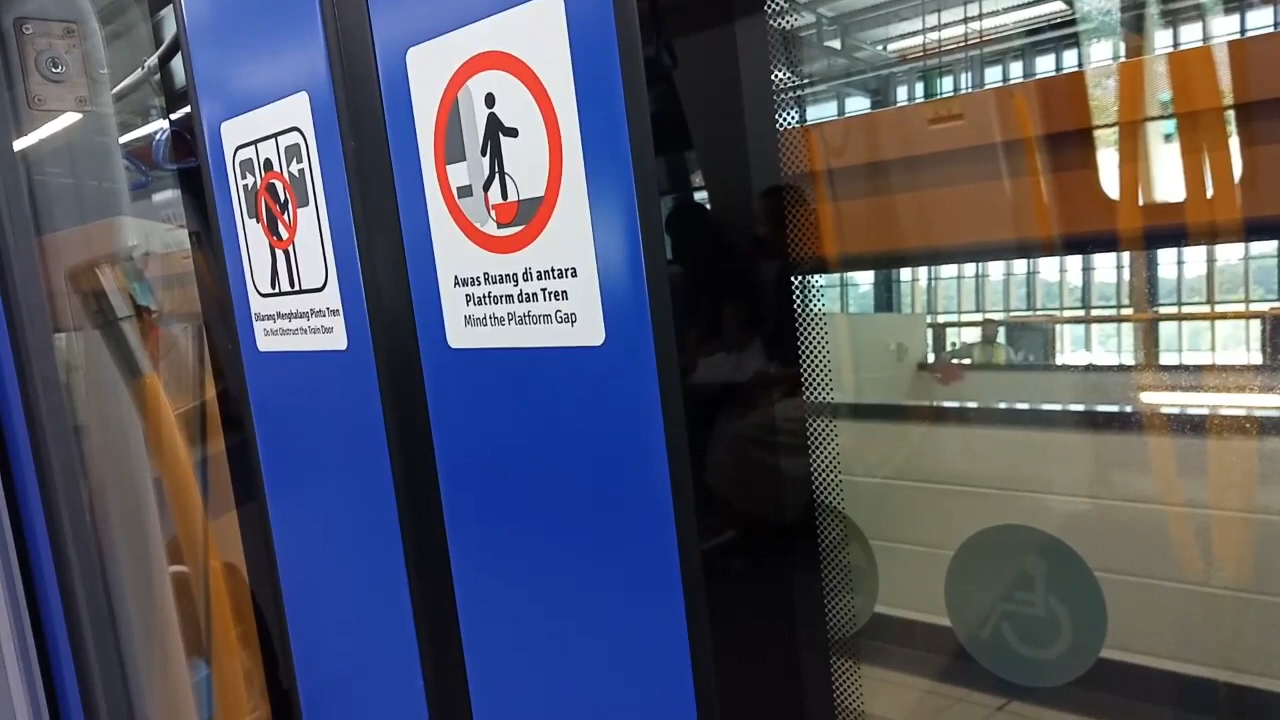 Dilarang Menghalang Pintu Tren
Do Not Obstruct the Train Door
Awas Ruang di antara
Platform dan Tren
Mind the Platform Gap